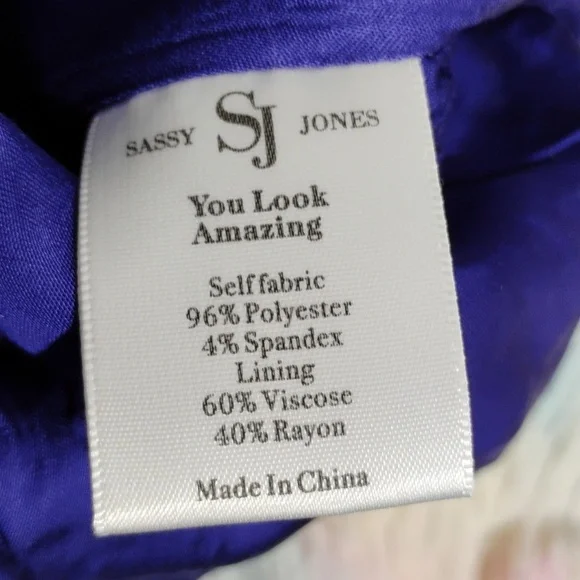 SASSY SJ JONES
You Look
Amazing
Self fabric
96% Polyester
4% Spandex
Lining
60% Viscose
40% Rayon
Made In China